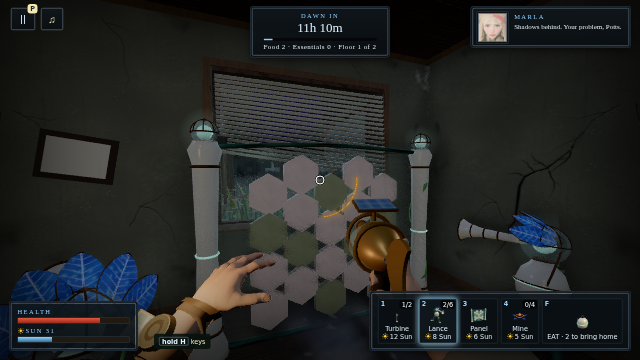 P
DAWN IN
11h 10m
Food 2 · Essentials 0 · Floor 1 of 2
MARLA
Shadows behind. Your problem, Potts.
HEALTH
SUN 31
hold H keys
1 1/2
Turbine
12 Sun
2 2/6
Lance
8 Sun
3
Panel
6 Sun
4 0/4
Mine
5 Sun
F
EAT · 2 to bring home